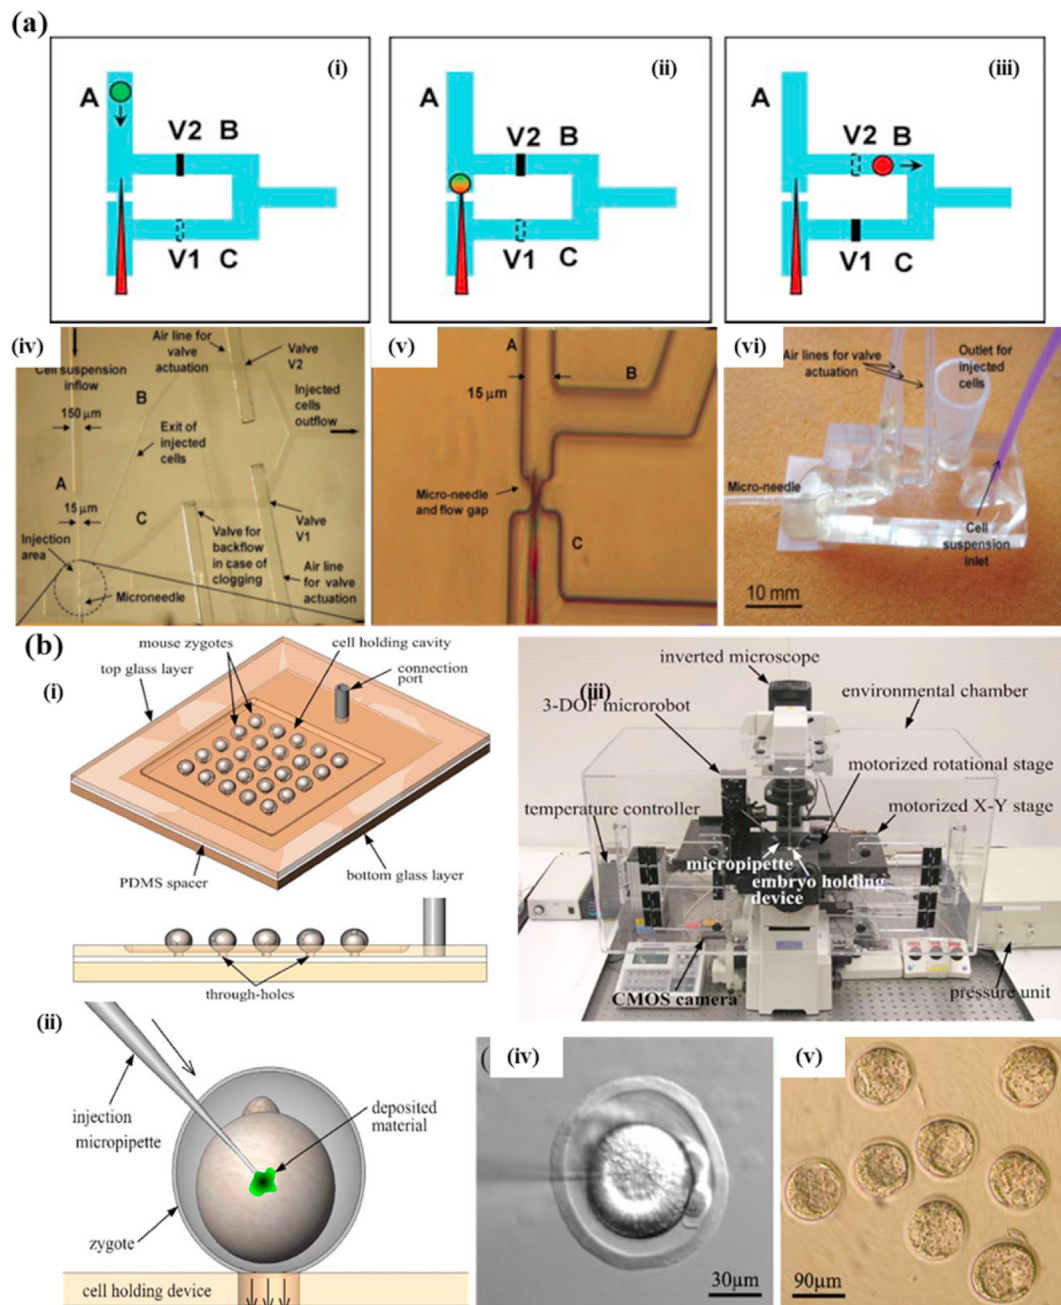 (a)
(i)
A
V2 B
V1 C
(ii)
A
V2 B
V1 C
(iii)
A
V2 B
V1 C
(iv)
Cell suspension
inflow
Air line for
valve
actuation
Valve
V2
B
150 µm
Exit of
injected
cells
Injected
cells
outflow
A
15 µm
C
Injection
area
Valve for
backflow
in case of
clogging
Valve
V1
Air line
for valve
actuation
Microneedle
(v)
A
B
15 µm
Micro-needle
and flow gap
C
(vi)
Air lines for valve
actuation
Outlet for
injected
cells
Micro-needle
Cell
suspension
inlet
10 mm
(b)
(i)
mouse zygotes
cell holding cavity
top glass layer
connection
port
PDMS spacer
bottom glass layer
through-holes
(iii)
inverted microscope
3-DOF microrobot
environmental chamber
motorized rotational stage
temperature controller
motorized X-Y stage
micropipette
embryo holding
device
CMOS camera
pressure unit
(ii)
injection
micropipette
deposited
material
zygote
cell holding device
(iv)
30µm
(v)
90µm